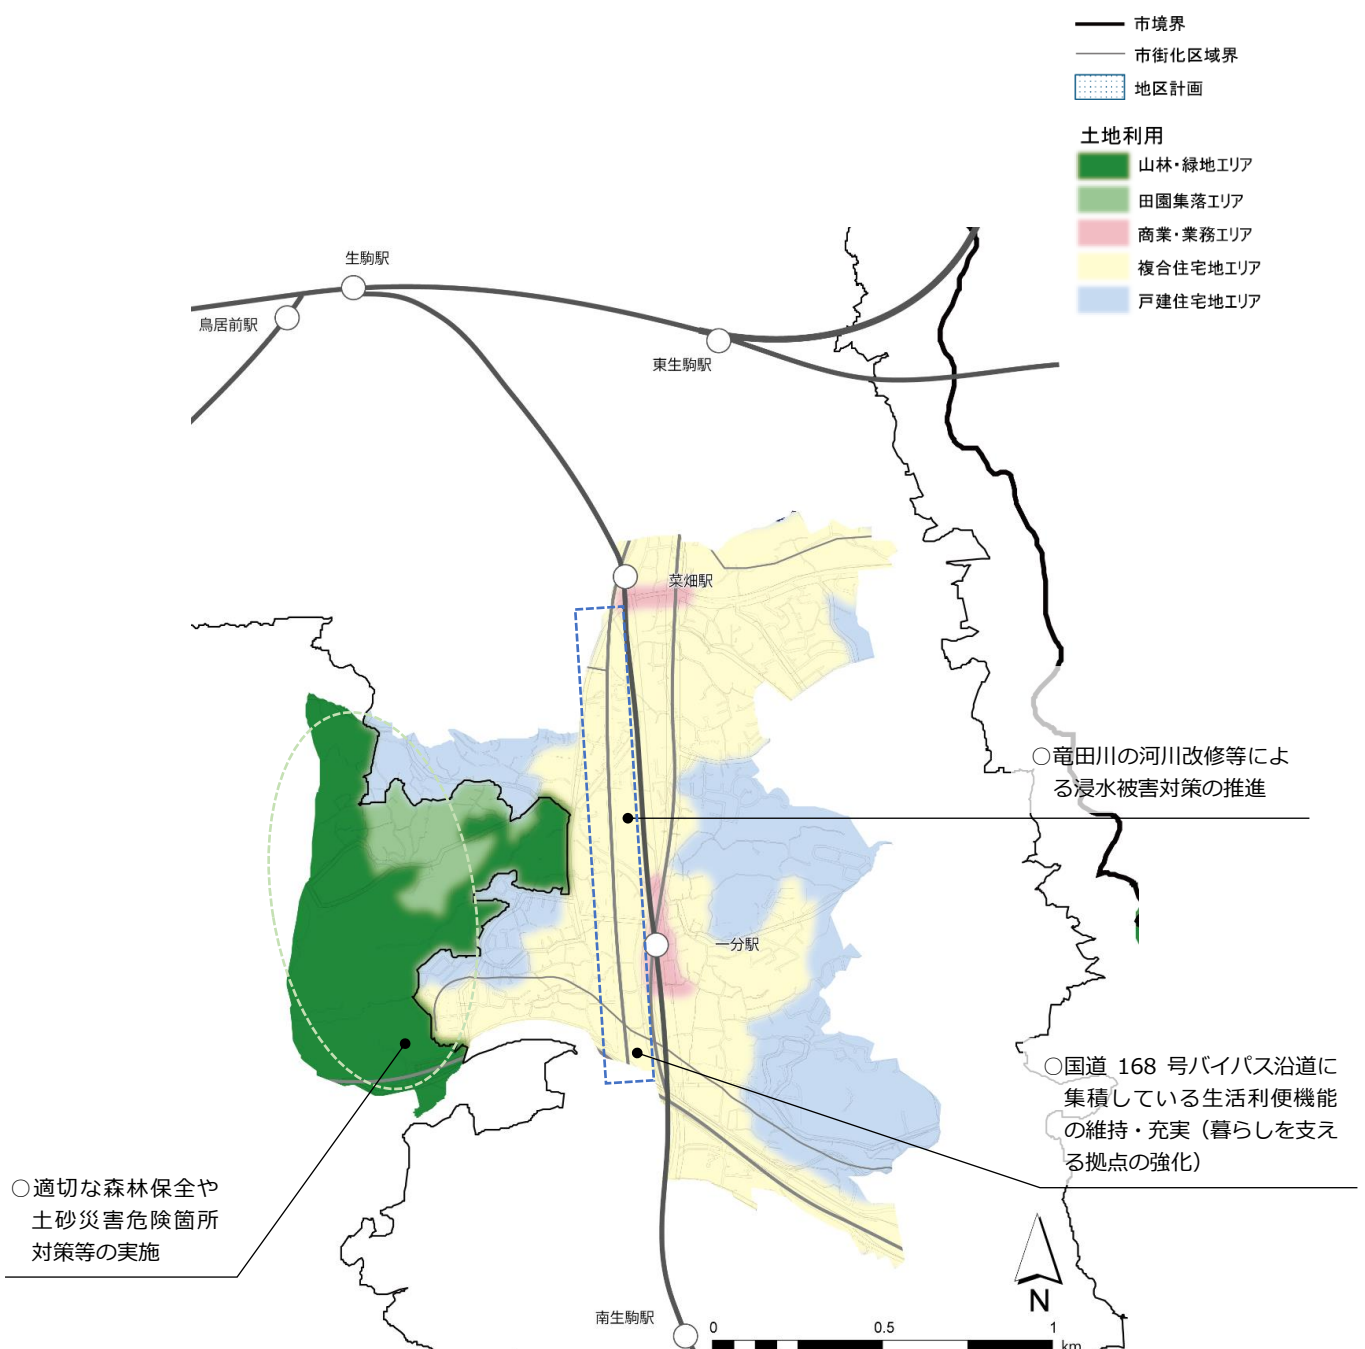 市境界
市街化区域界
地区計画
土地利用
山林・緑地エリア
田園集落エリア
商業・業務エリア
複合住宅地エリア
戸建住宅地エリア
生駒駅
鳥居前駅
東生駒駅
菜畑駅
○竜田川の河川改修等によ
る浸水被害対策の推進
一分駅
○国道 168 号バイパス沿道に
集積している生活利便機能
の維持・充実（暮らしを支え
る拠点の強化）
○適切な森林保全や
土砂災害危険箇所
対策等の実施
N
南生駒駅
0 0.5 1
km